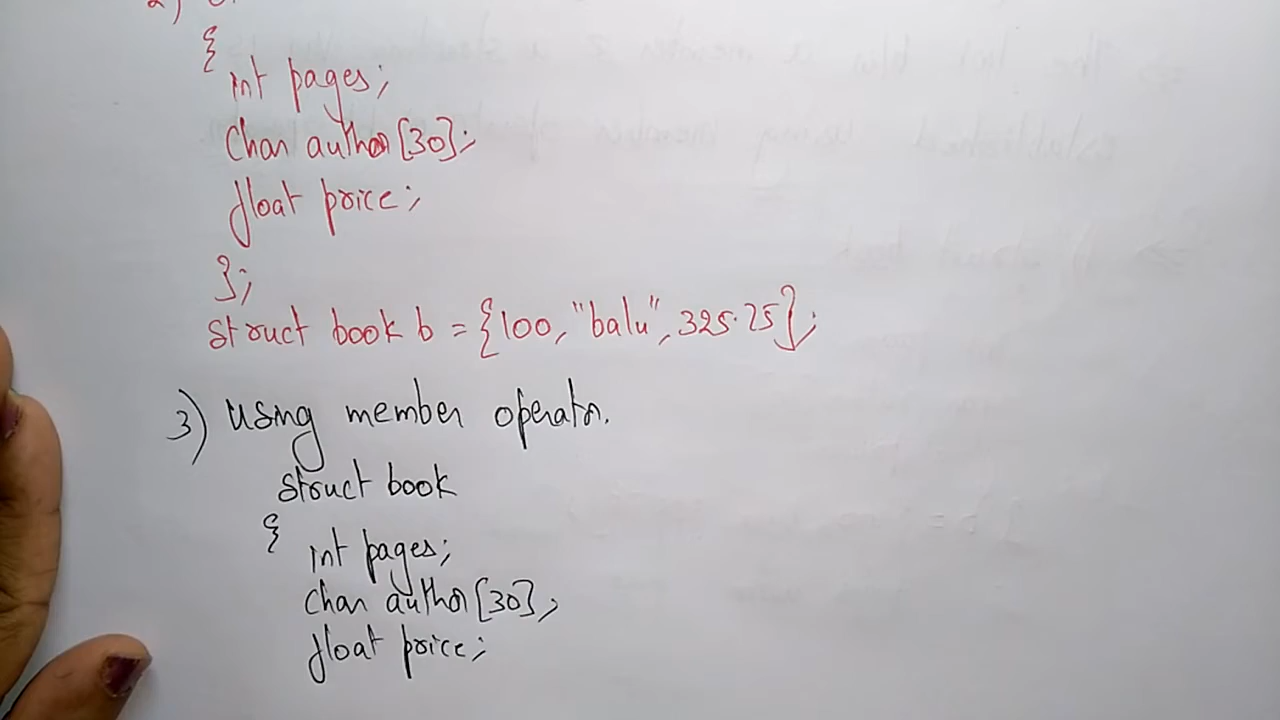 2)
{
int pages;
char author[30];
float price;
};
struct book b = {100, "balu", 325.25};
3) using member operator.
struct book
{ int pages;
char author[30];
float price;